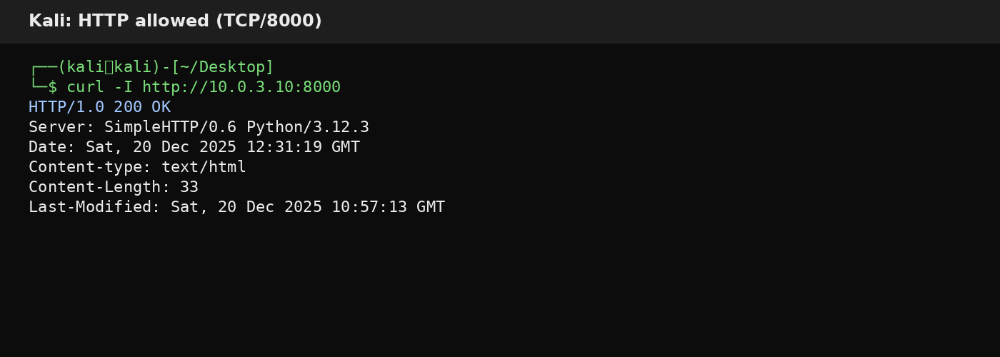 Kali: HTTP allowed (TCP/8000)
┌──(kali▯kali)-[~/Desktop]
└─$ curl -I http://10.0.3.10:8000
HTTP/1.0 200 OK
Server: SimpleHTTP/0.6 Python/3.12.3
Date: Sat, 20 Dec 2025 12:31:19 GMT
Content-type: text/html
Content-Length: 33
Last-Modified: Sat, 20 Dec 2025 10:57:13 GMT